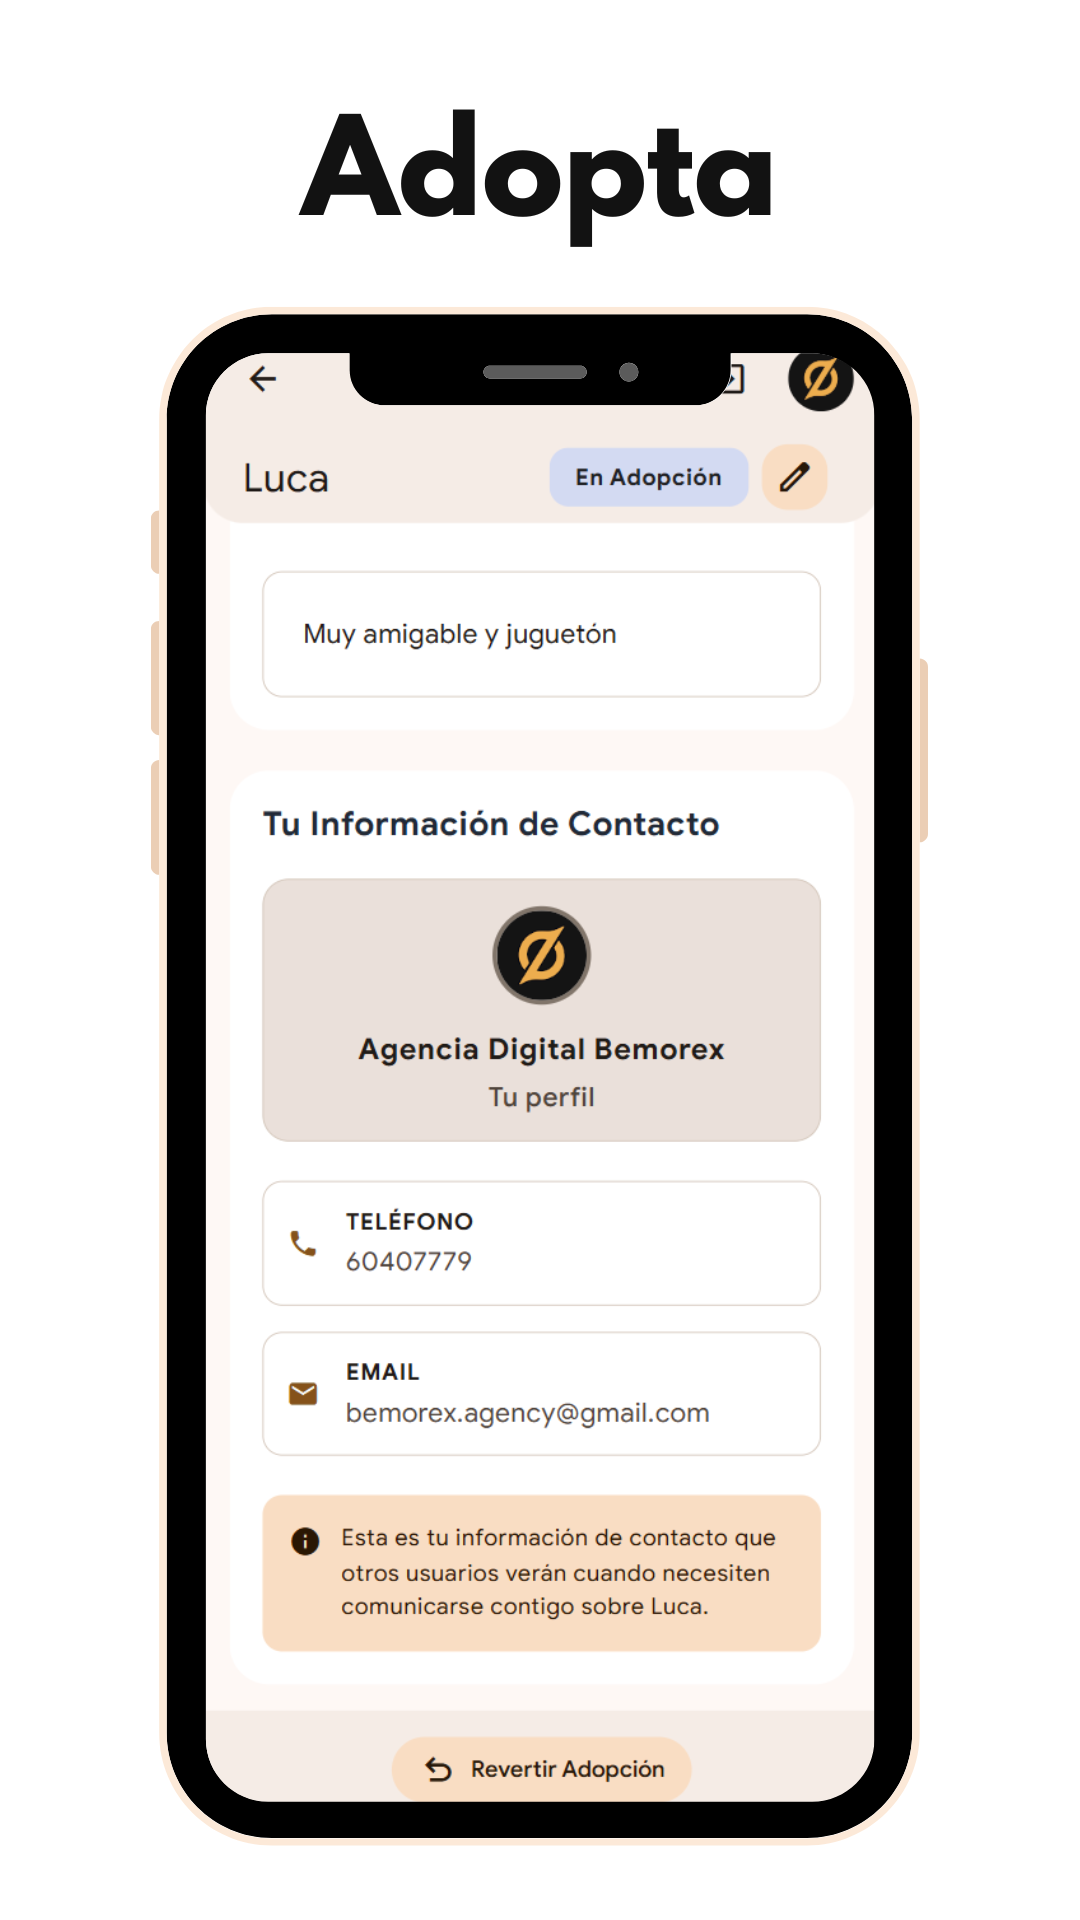 Adopta
Luca
En Adopción
Muy amigable y juguetón
Tu Información de Contacto
Agencia Digital Bemorex
Tu perfil
TELÉFONO
60407779
EMAIL
bemorex.agency@gmail.com
Esta es tu información de contacto que
otros usuarios verán cuando necesiten
comunicarse contigo sobre Luca.
Revertir Adopción